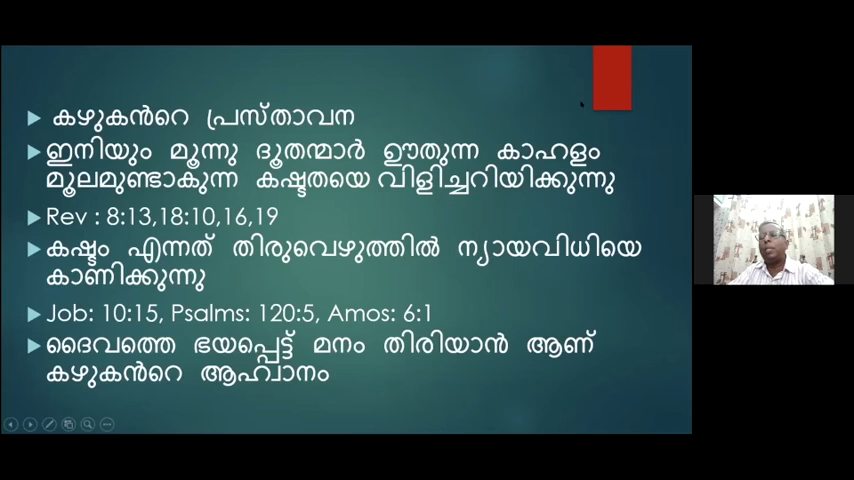 കഴുകൻറെ പ്രസ്താവന
ഇനിയും മൂന്നു ദൂതന്മാർ ഊതുന്ന കാഹളം
മൂലമുണ്ടാകുന്ന കഷ്ടതയെ വിളിച്ചറിയിക്കുന്നു
Rev : 8:13,18:10,16,19
കഷ്ടം എന്നത് തിരുവെഴുത്തിൽ ന്യായവിധിയെ
കാണിക്കുന്നു
Job: 10:15, Psalms: 120:5, Amos: 6:1
ദൈവത്തെ ഭയപ്പെട്ട് മനം തിരിയാൻ ആണ്
കഴുകൻറെ ആഹ്വാനം